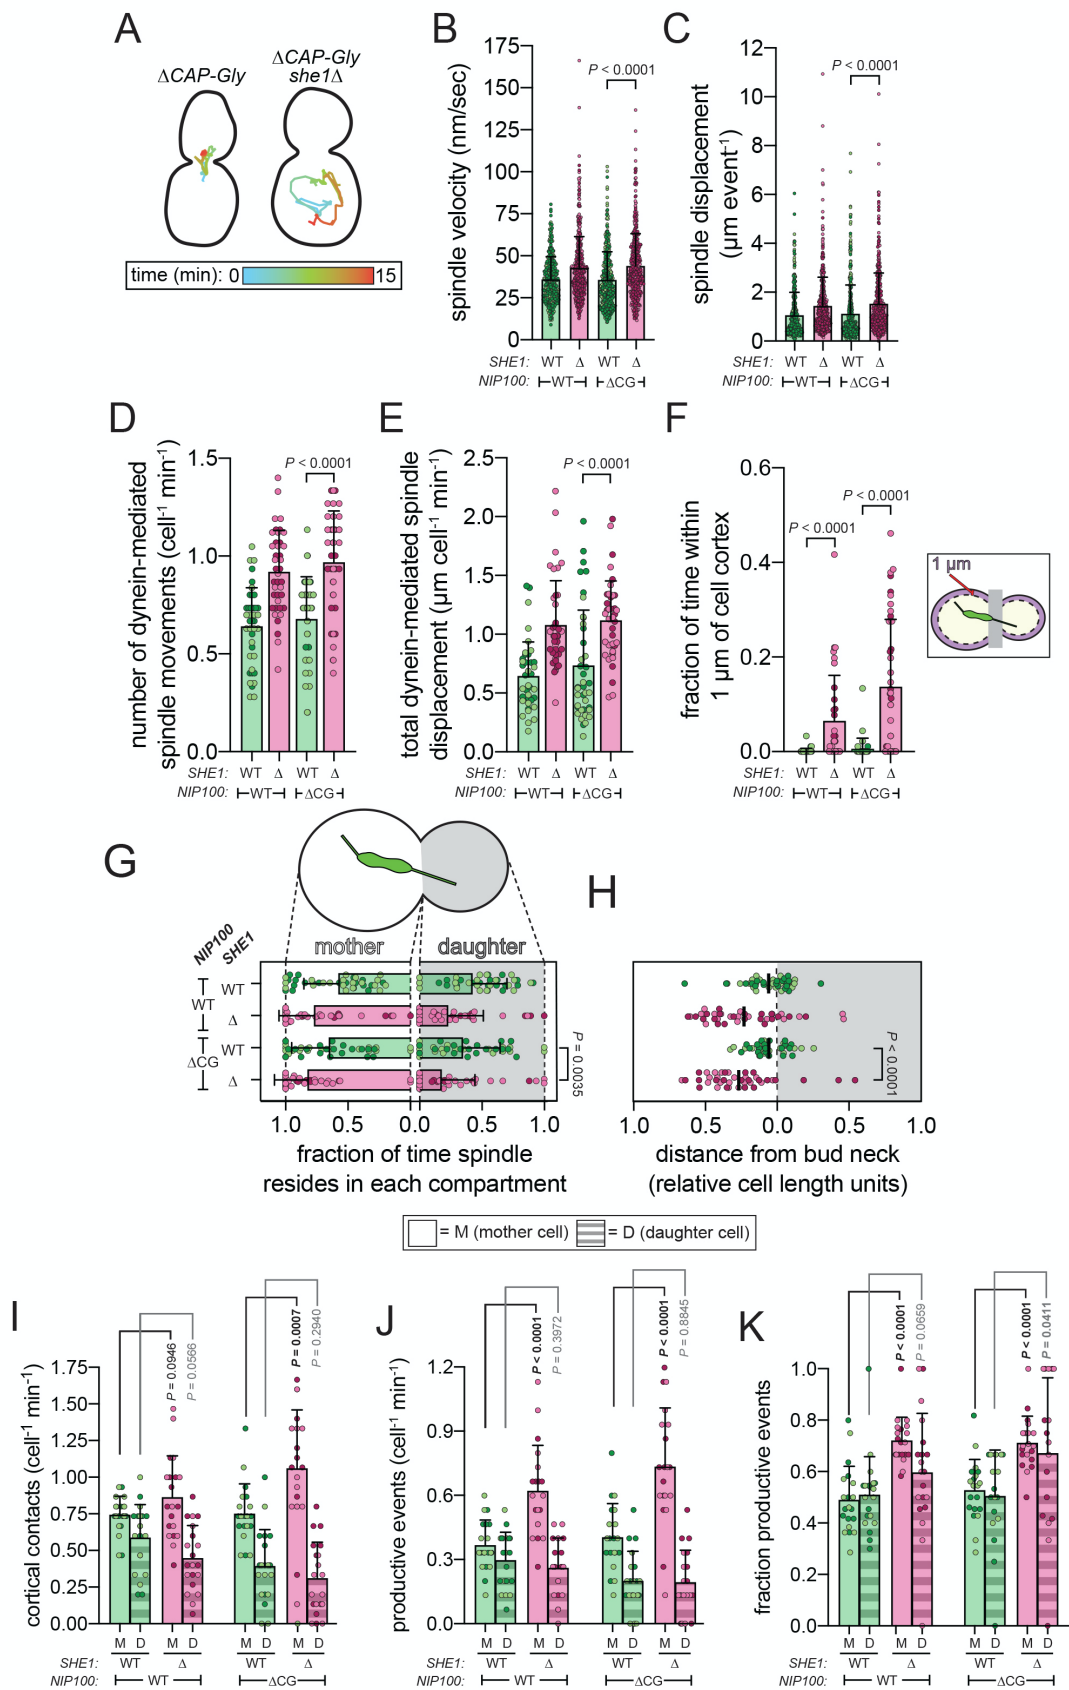 A
ΔCAP-Gly
ΔCAP-Gly
she1Δ
time (min): 0
15
B
spindle velocity (nm/sec)
175
150
125
100
75
50
25
0
P < 0.0001
SHE1: WT Δ WT Δ
NIP100: WT ΔCG
C
spindle displacement
(µm event-1)
12
10
8
6
4
2
0
P < 0.0001
SHE1: WT Δ WT Δ
NIP100: WT ΔCG
D
number of dynein-mediated
spindle movements (cell-1 min-1)
1.5
1.0
0.5
0.0
P < 0.0001
SHE1: WT Δ WT Δ
NIP100: WT ΔCG
E
total dynein-mediated spindle
displacement (µm cell-1 min-1)
2.5
2.0
1.5
1.0
0.5
0.0
P < 0.0001
SHE1: WT Δ WT Δ
NIP100: WT ΔCG
F
fraction of time within
1 µm of cell cortex
0.6
0.4
0.2
0.0
P < 0.0001
P < 0.0001
SHE1: WT Δ WT Δ
NIP100: WT ΔCG
1 µm
G
NIP100
SHE1
mother
daughter
WT
WT
Δ
ΔCG
WT
Δ
P = 0.0035
1.0 0.5 0.0 0.0 0.5 1.0
fraction of time spindle
resides in each compartment
H
P < 0.0001
1.0 0.5 0.0 0.5 1.0
distance from bud neck
(relative cell length units)
= M (mother cell)
= D (daughter cell)
I
cortical contacts (cell-1 min-1)
1.75
1.50
1.25
1.00
0.75
0.50
0.25
0.00
P = 0.0946
P = 0.0566
P = 0.0007
P = 0.2940
M D M D M D M D
SHE1: WT Δ WT Δ
NIP100: WT ΔCG
J
productive events (cell-1 min-1)
1.2
0.9
0.6
0.3
0.0
P < 0.0001
P = 0.3972
P < 0.0001
P = 0.8845
M D M D M D M D
SHE1: WT Δ WT Δ
NIP100: WT ΔCG
K
fraction productive events
1.0
0.8
0.6
0.4
0.2
0.0
P < 0.0001
P = 0.0659
P < 0.0001
P = 0.0411
M D M D M D M D
SHE1: WT Δ WT Δ
NIP100: WT ΔCG